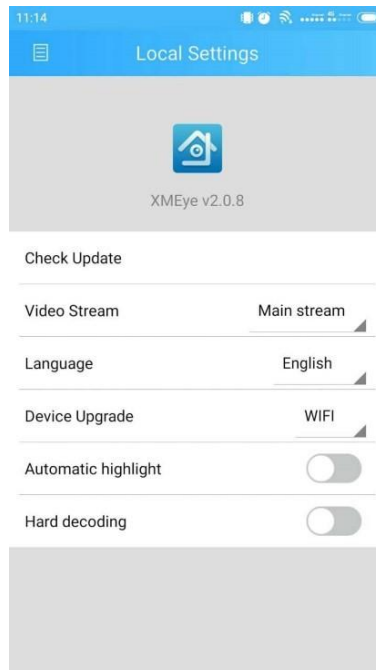 11:14
Local Settings
XMEye v2.0.8
Check Update
Video Stream Main stream
Language English
Device Upgrade WIFI
Automatic highlight
Hard decoding